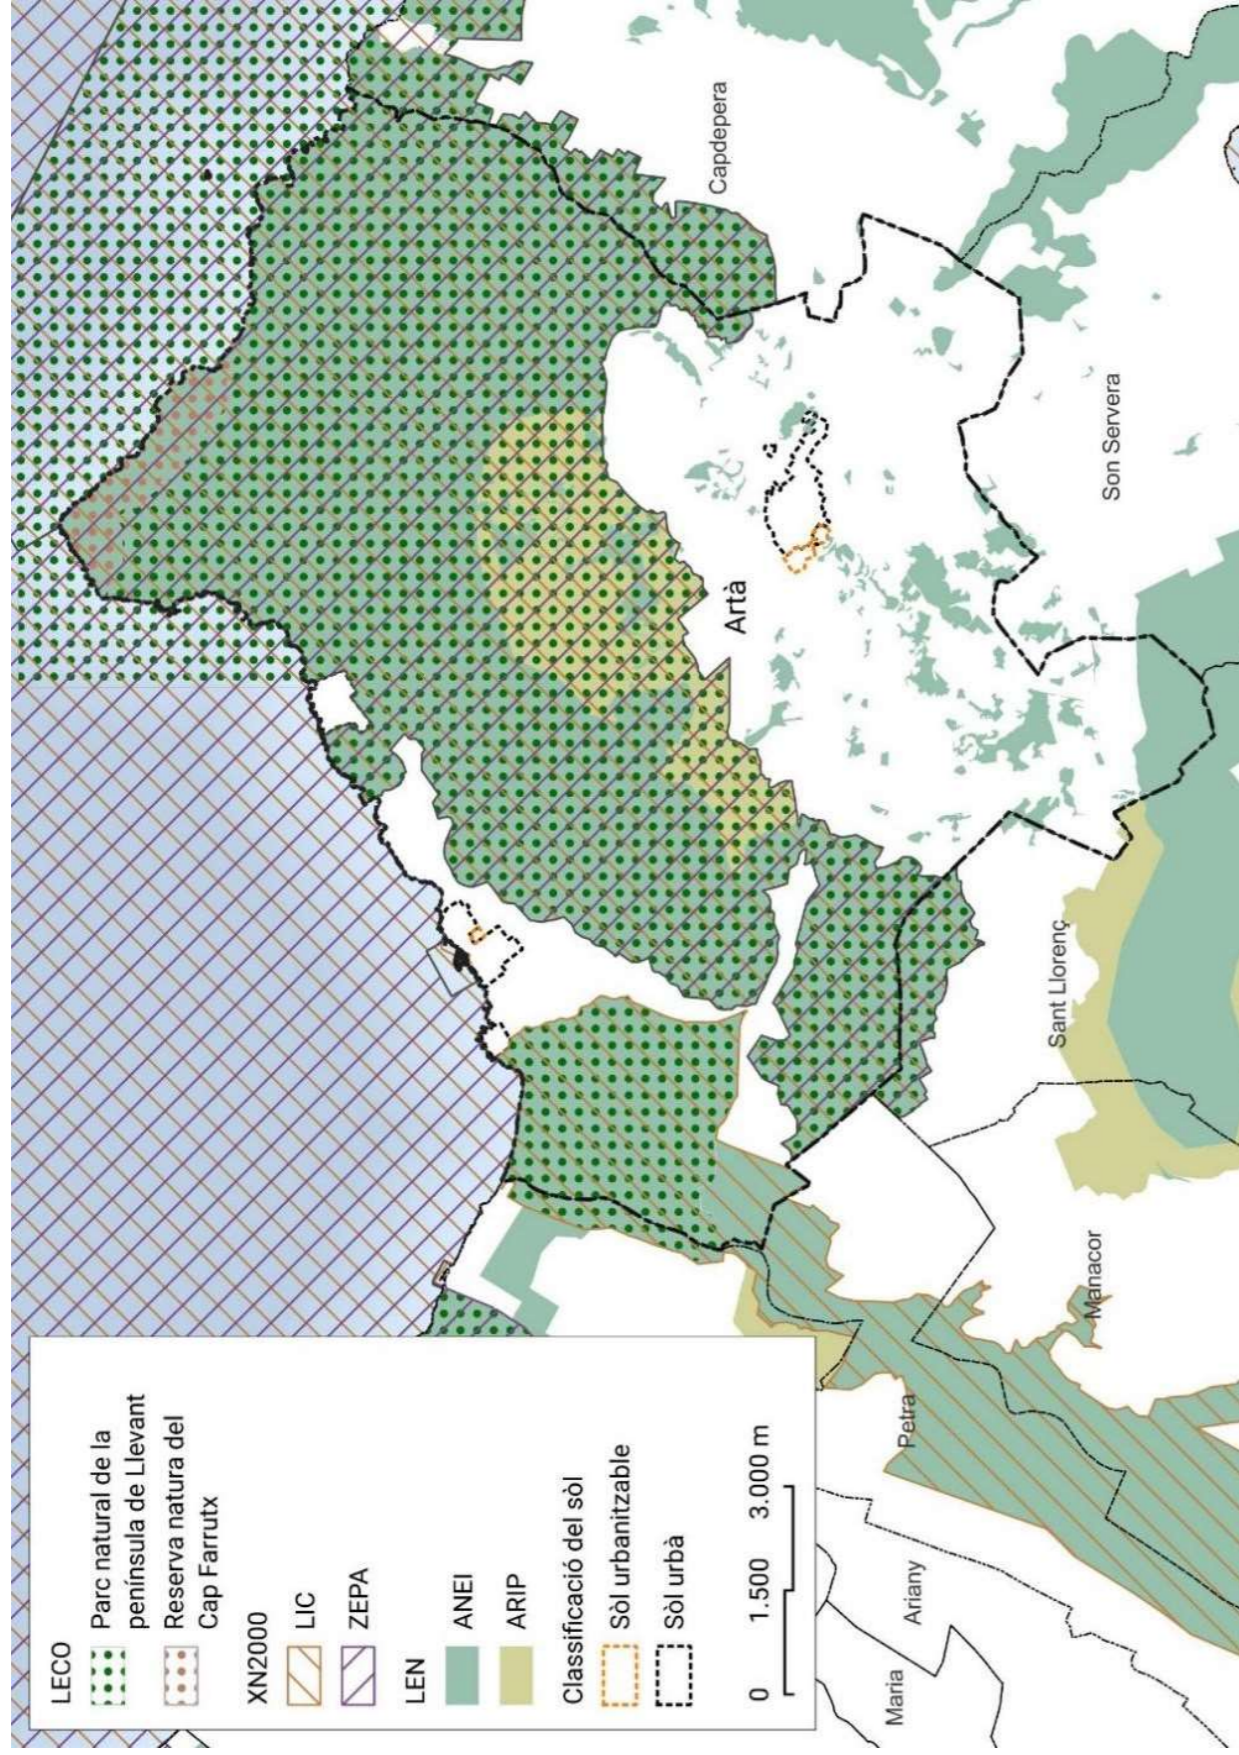 LECO
Parc natural de la
península de Llevant
Reserva natura del
Cap Farrutx
XN2000
LIC
ZEPA
LEN
ANEI
ARIP
Classificació del sòl
Sòl urbanitzable
Sòl urbà
0 1.500 3.000 m
Maria
Ariany
Petra
Manacor
Sant Llorenç
Artà
Son Servera
Capdepera